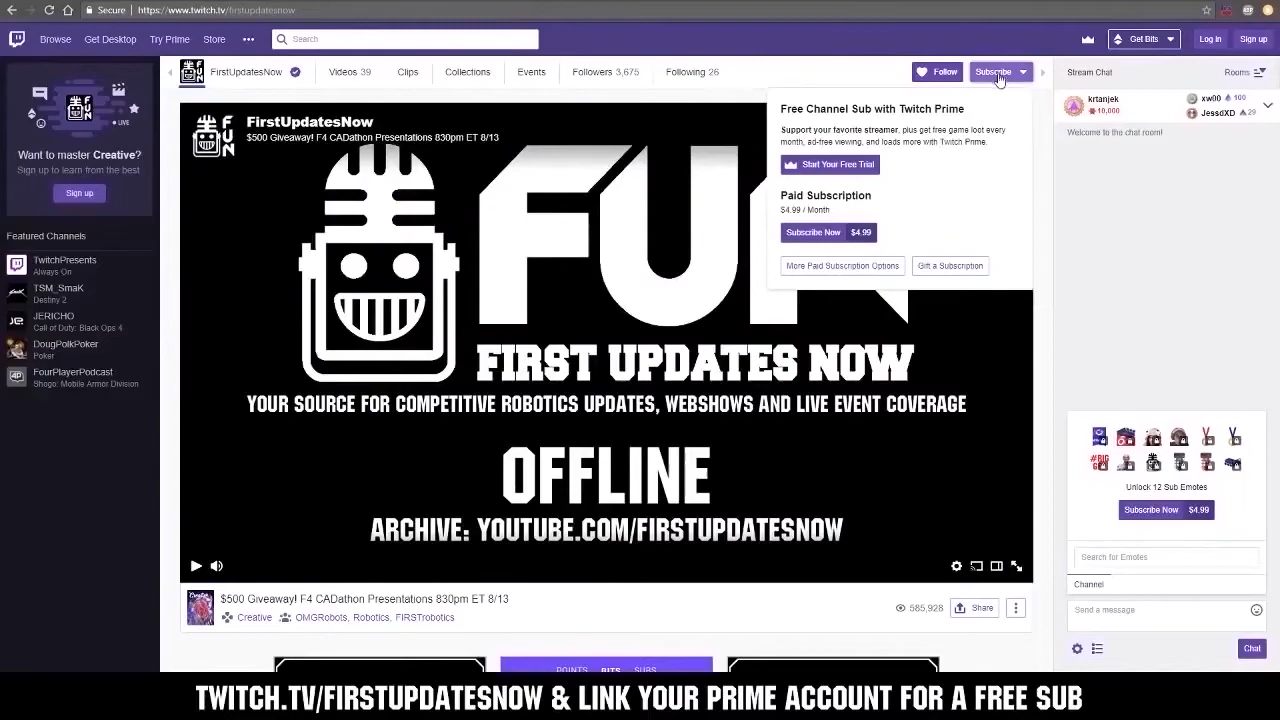 Secure
https://www.twitch.tv/firstupdatesnow
Browse
Get Desktop
Try Prime
Store
Search
Get Bits
Log in
Sign up
FirstUpdatesNow
Videos 39
Clips
Collections
Events
Followers 3,675
Following 26
Follow
Subscribe
Stream Chat
Rooms
FUN
LIVE
Want to master Creative?
Sign up to learn from the best
Sign up
Featured Channels
TwitchPresents
Always On
TSM_SmaK
Destiny 2
JERICHO
Call of Duty: Black Ops 4
DougPolkPoker
Poker
FourPlayerPodcast
Shogo: Mobile Armor Division
FUN
FirstUpdatesNow
$500 Giveaway! F4 CADathon Presentations 830pm ET 8/13
FUN
FIRST UPDATES NOW
YOUR SOURCE FOR COMPETITIVE ROBOTICS UPDATES, WEBSHOWS AND LIVE EVENT COVERAGE
OFFLINE
ARCHIVE: YOUTUBE.COM/FIRSTUPDATESNOW
Free Channel Sub with Twitch Prime
Support your favorite streamer, plus get free game loot every
month, ad-free viewing, and loads more with Twitch Prime.
Start Your Free Trial
Paid Subscription
$4.99 / Month
Subscribe Now $4.99
More Paid Subscription Options
Gift a Subscription
krtanjek
10,000
xw00 100
JessdXD 29
Welcome to the chat room!
Unlock 12 Sub Emotes
Subscribe Now $4.99
Search for Emotes
Channel
Send a message
Chat
$500 Giveaway! F4 CADathon Presentations 830pm ET 8/13
Creative
OMGRobots, Robotics, FIRSTrobotics
585,928
Share
POINTS BITS SUBS
TWITCH.TV/FIRSTUPDATESNOW & LINK YOUR PRIME ACCOUNT FOR A FREE SUB